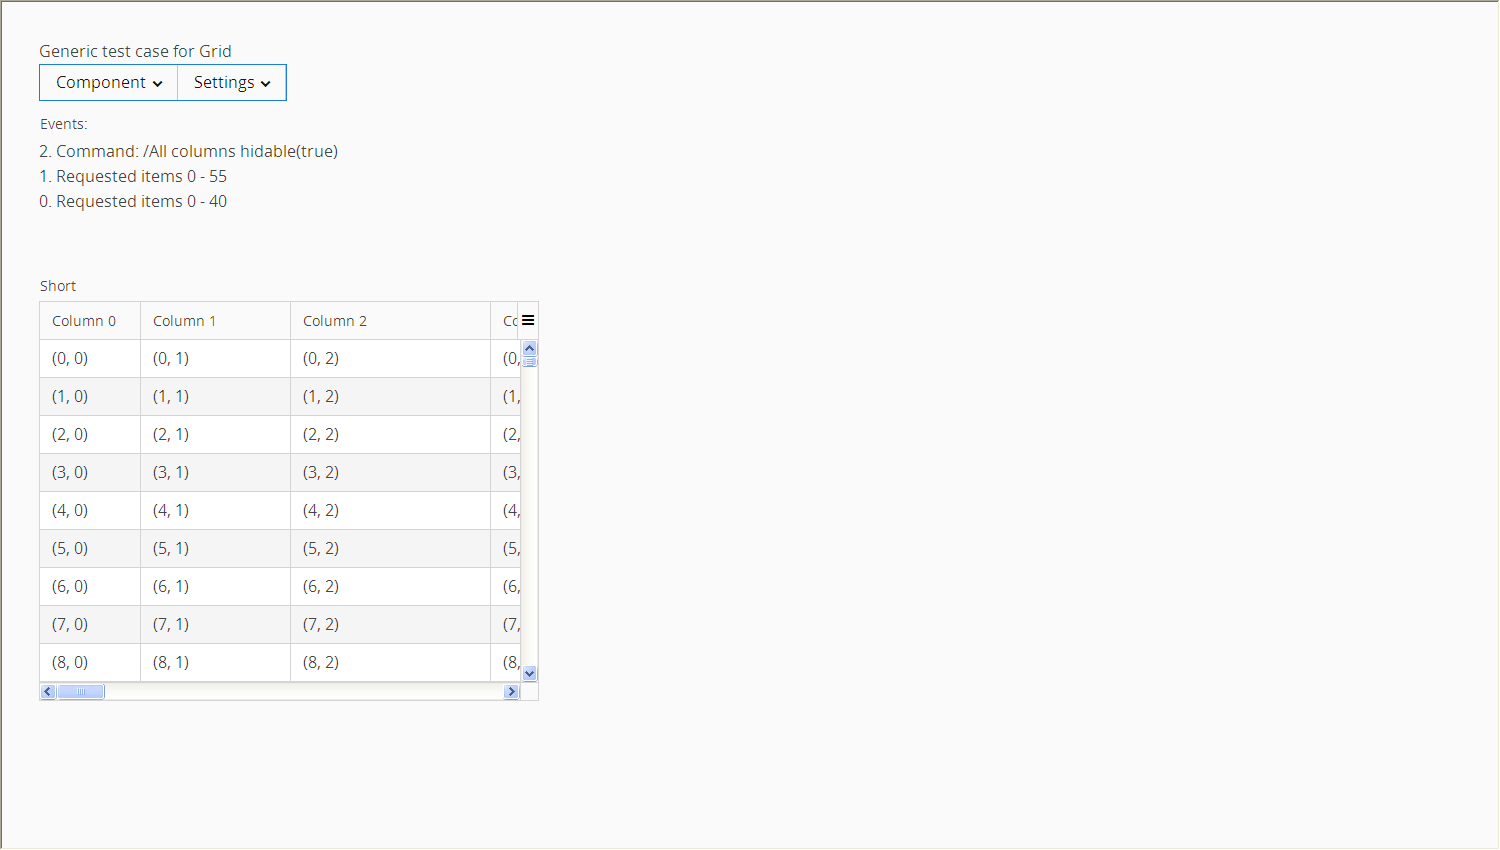 Generic test case for Grid
Component Settings
Events:
2. Command: /All columns hidable(true)
1. Requested items 0 - 55
0. Requested items 0 - 40
Short
Column 0 Column 1 Column 2 Co
(0, 0) (0, 1) (0, 2) (0,
(1, 0) (1, 1) (1, 2) (1,
(2, 0) (2, 1) (2, 2) (2,
(3, 0) (3, 1) (3, 2) (3,
(4, 0) (4, 1) (4, 2) (4,
(5, 0) (5, 1) (5, 2) (5,
(6, 0) (6, 1) (6, 2) (6,
(7, 0) (7, 1) (7, 2) (7,
(8, 0) (8, 1) (8, 2) (8,